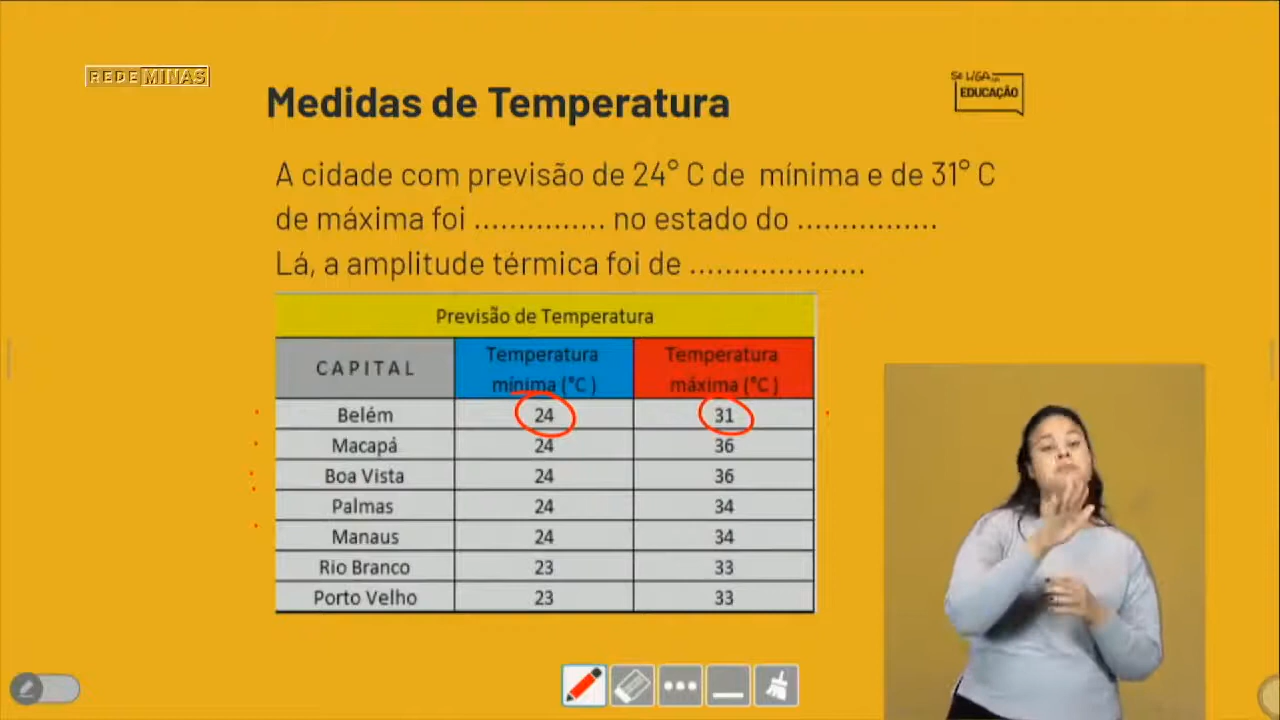 REDE MINAS
SE LIGA NA
EDUCAÇÃO
Medidas de Temperatura
A cidade com previsão de 24° C de mínima e de 31° C
de máxima foi ............... no estado do ................
Lá, a amplitude térmica foi de ....................
Previsão de Temperatura
CAPITAL Temperatura mínima (°C ) Temperatura máxima (°C )
Belém 24 31
Macapá 24 36
Boa Vista 24 36
Palmas 24 34
Manaus 24 34
Rio Branco 23 33
Porto Velho 23 33